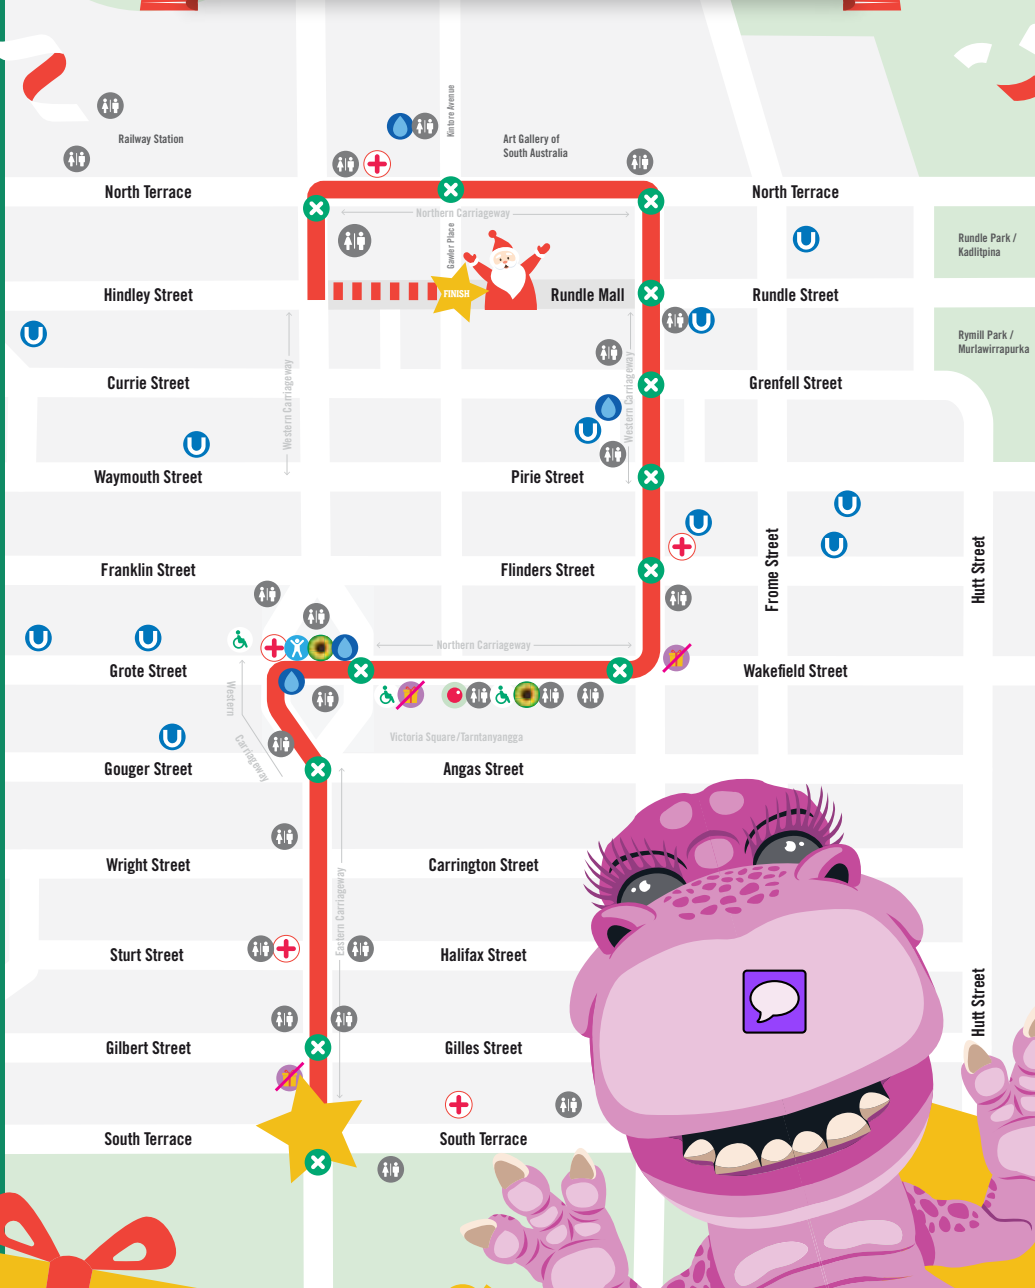 Railway Station
Kintore Avenue
Art Gallery of
South Australia
North Terrace
North Terrace
Northern Carriageway
Gawler Place
Rundle Park /
Kadlitpina
Hindley Street
FINISH
Rundle Mall
Rundle Street
Rymill Park /
Murlawirrapurka
Western Carriageway
Western Carriageway
Currie Street
Grenfell Street
Waymouth Street
Pirie Street
Frome Street
Hutt Street
Franklin Street
Flinders Street
Northern Carriageway
Grote Street
Wakefield Street
Western
Carriageway
Victoria Square/Tarntanyangga
Gouger Street
Angas Street
Wright Street
Carrington Street
Eastern Carriageway
Sturt Street
Halifax Street
Hutt Street
Gilbert Street
Gilles Street
South Terrace
South Terrace